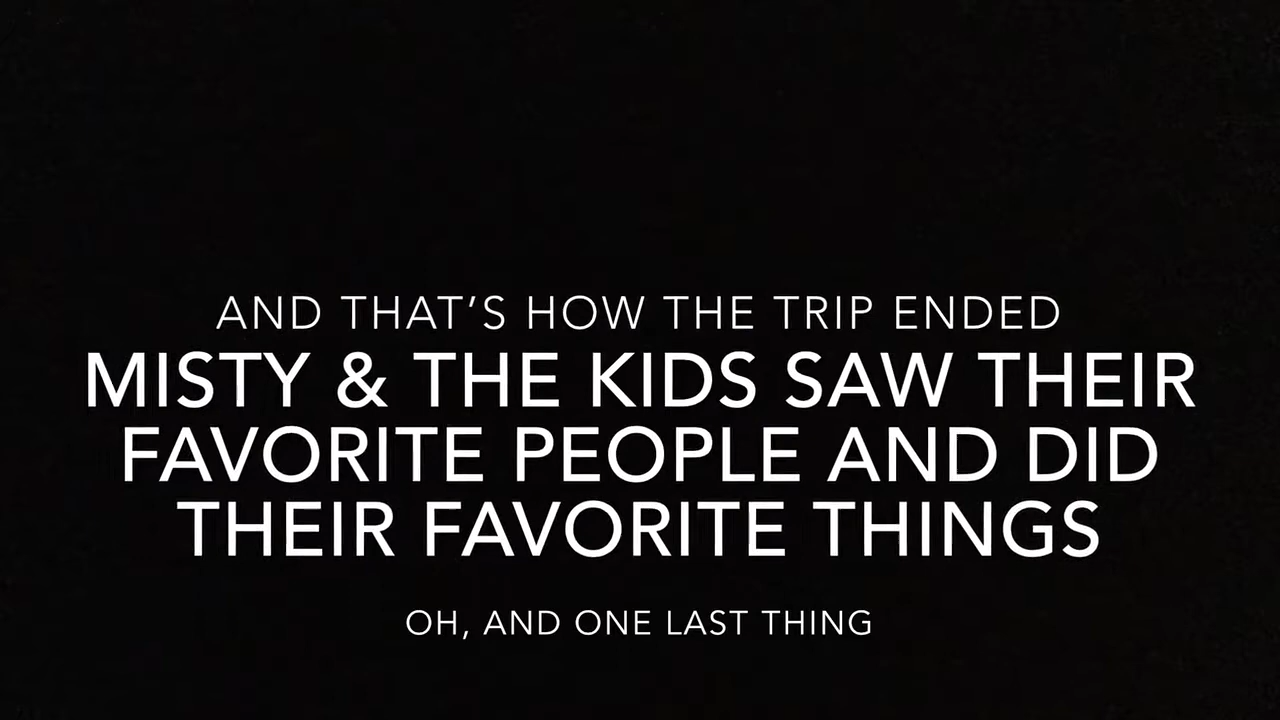 AND THAT’S HOW THE TRIP ENDED
MISTY & THE KIDS SAW THEIR
FAVORITE PEOPLE AND DID
THEIR FAVORITE THINGS
OH, AND ONE LAST THING